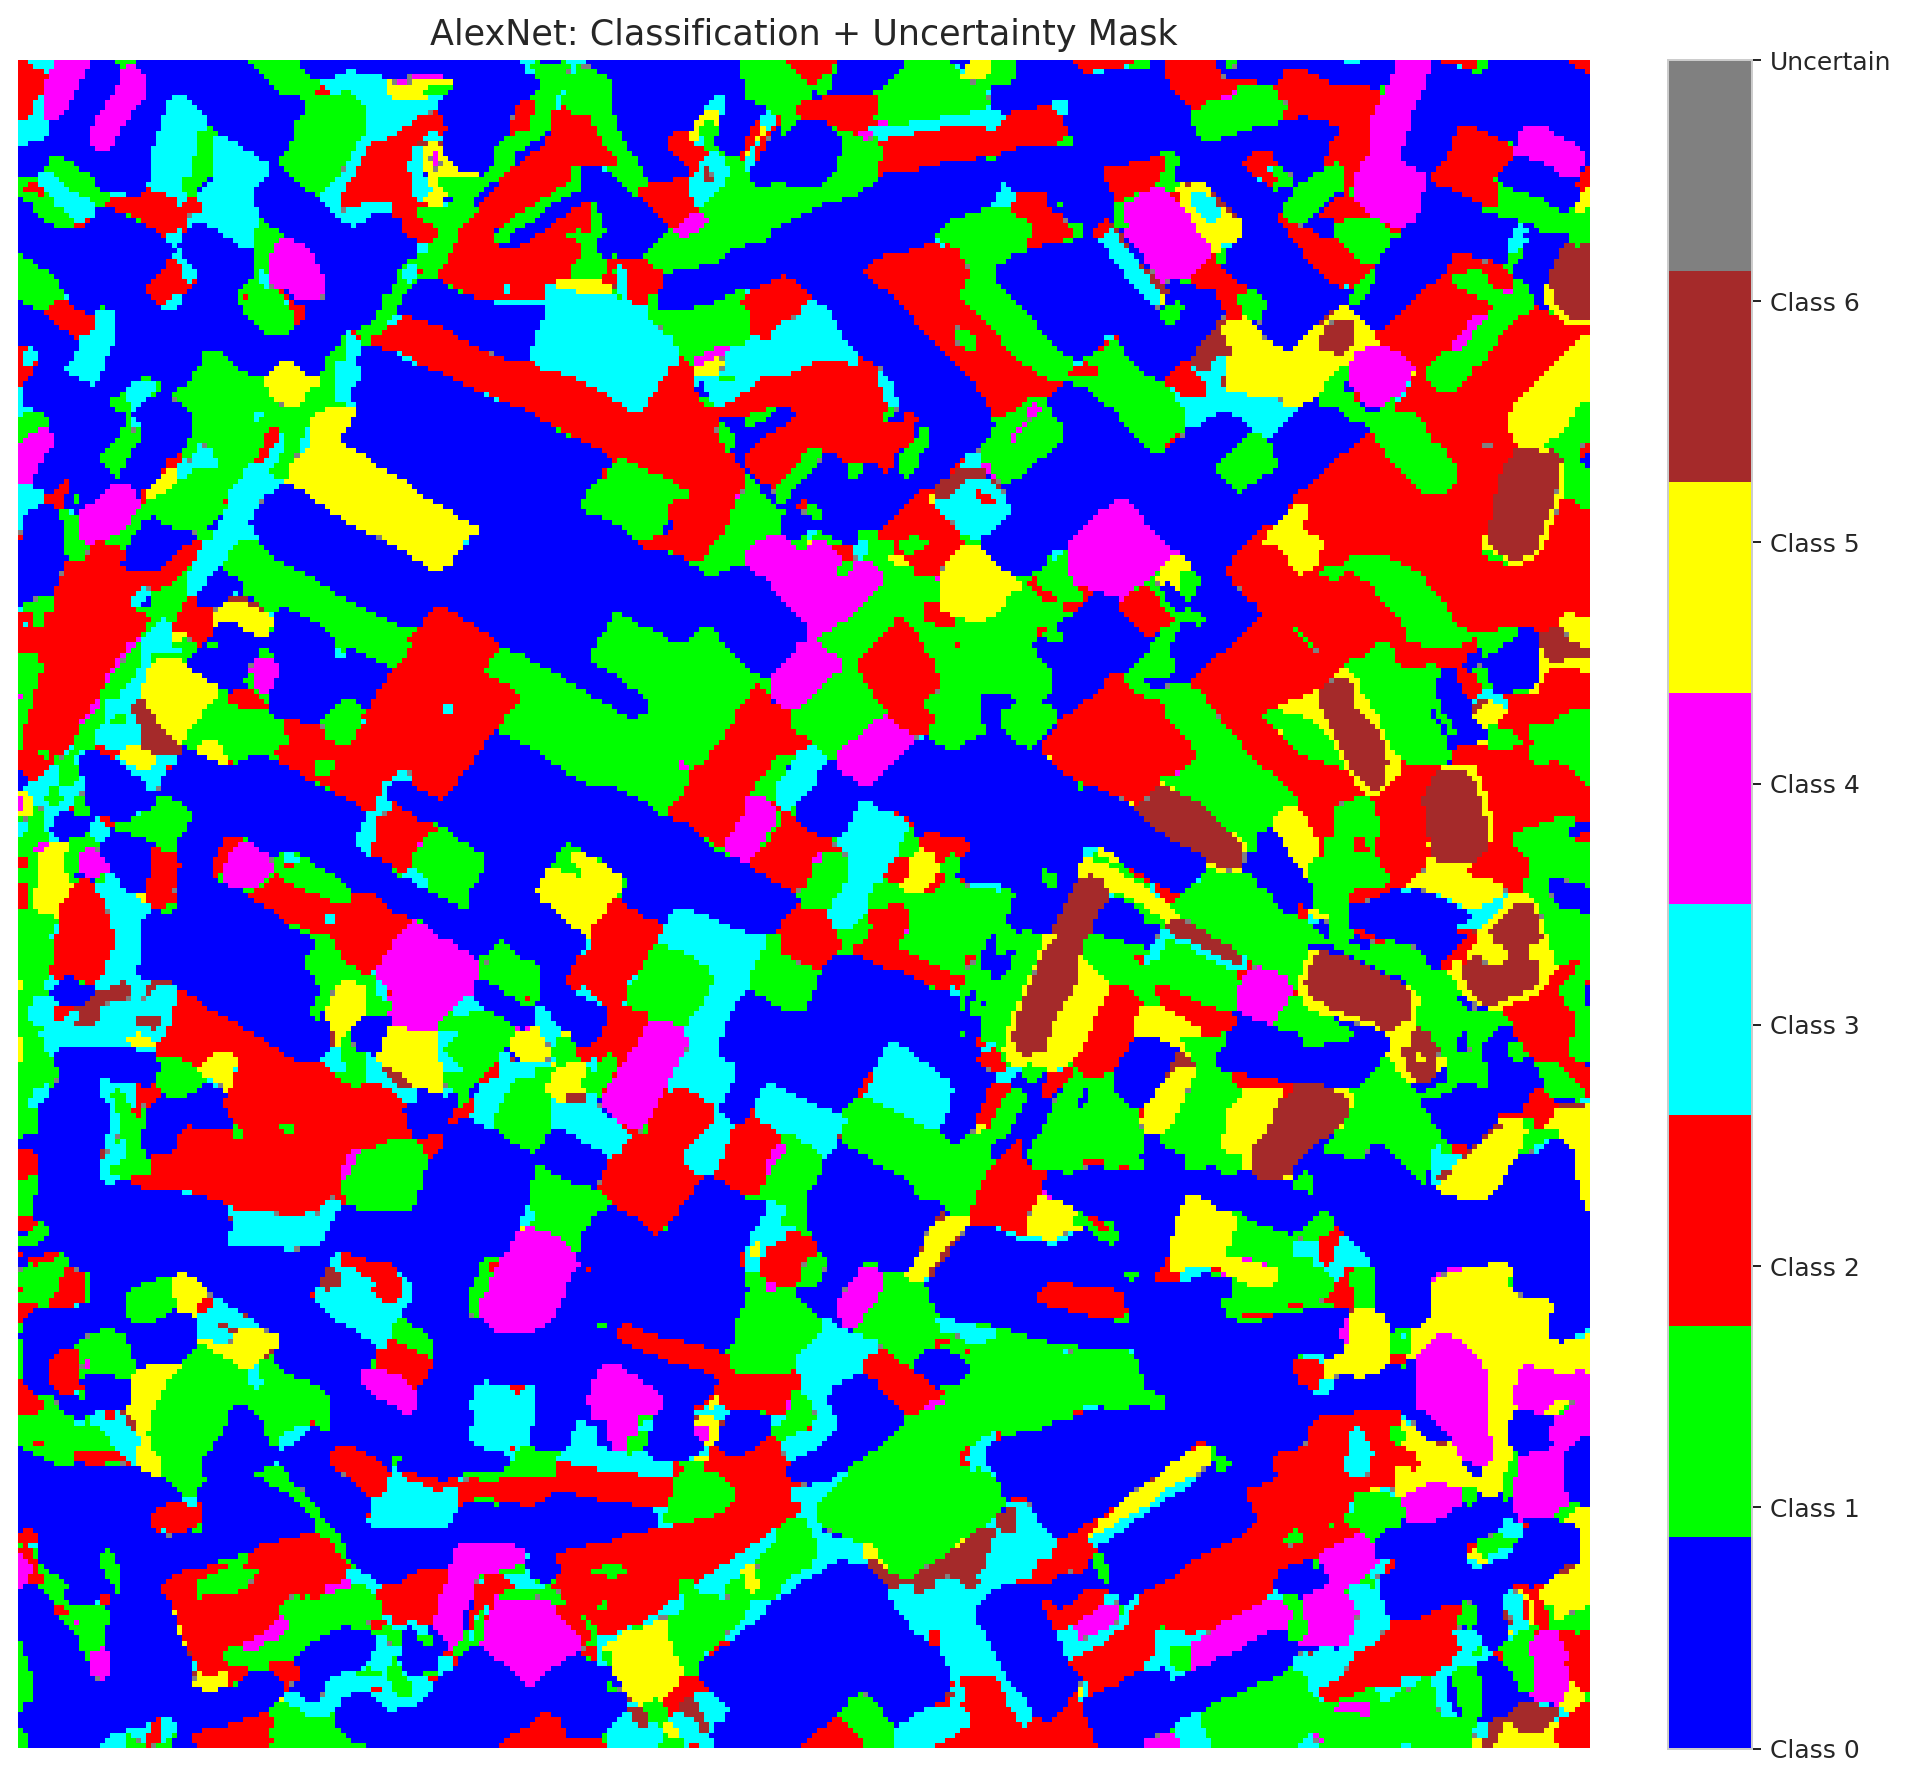 AlexNet: Classification + Uncertainty Mask
Uncertain
Class 6
Class 5
Class 4
Class 3
Class 2
Class 1
Class 0